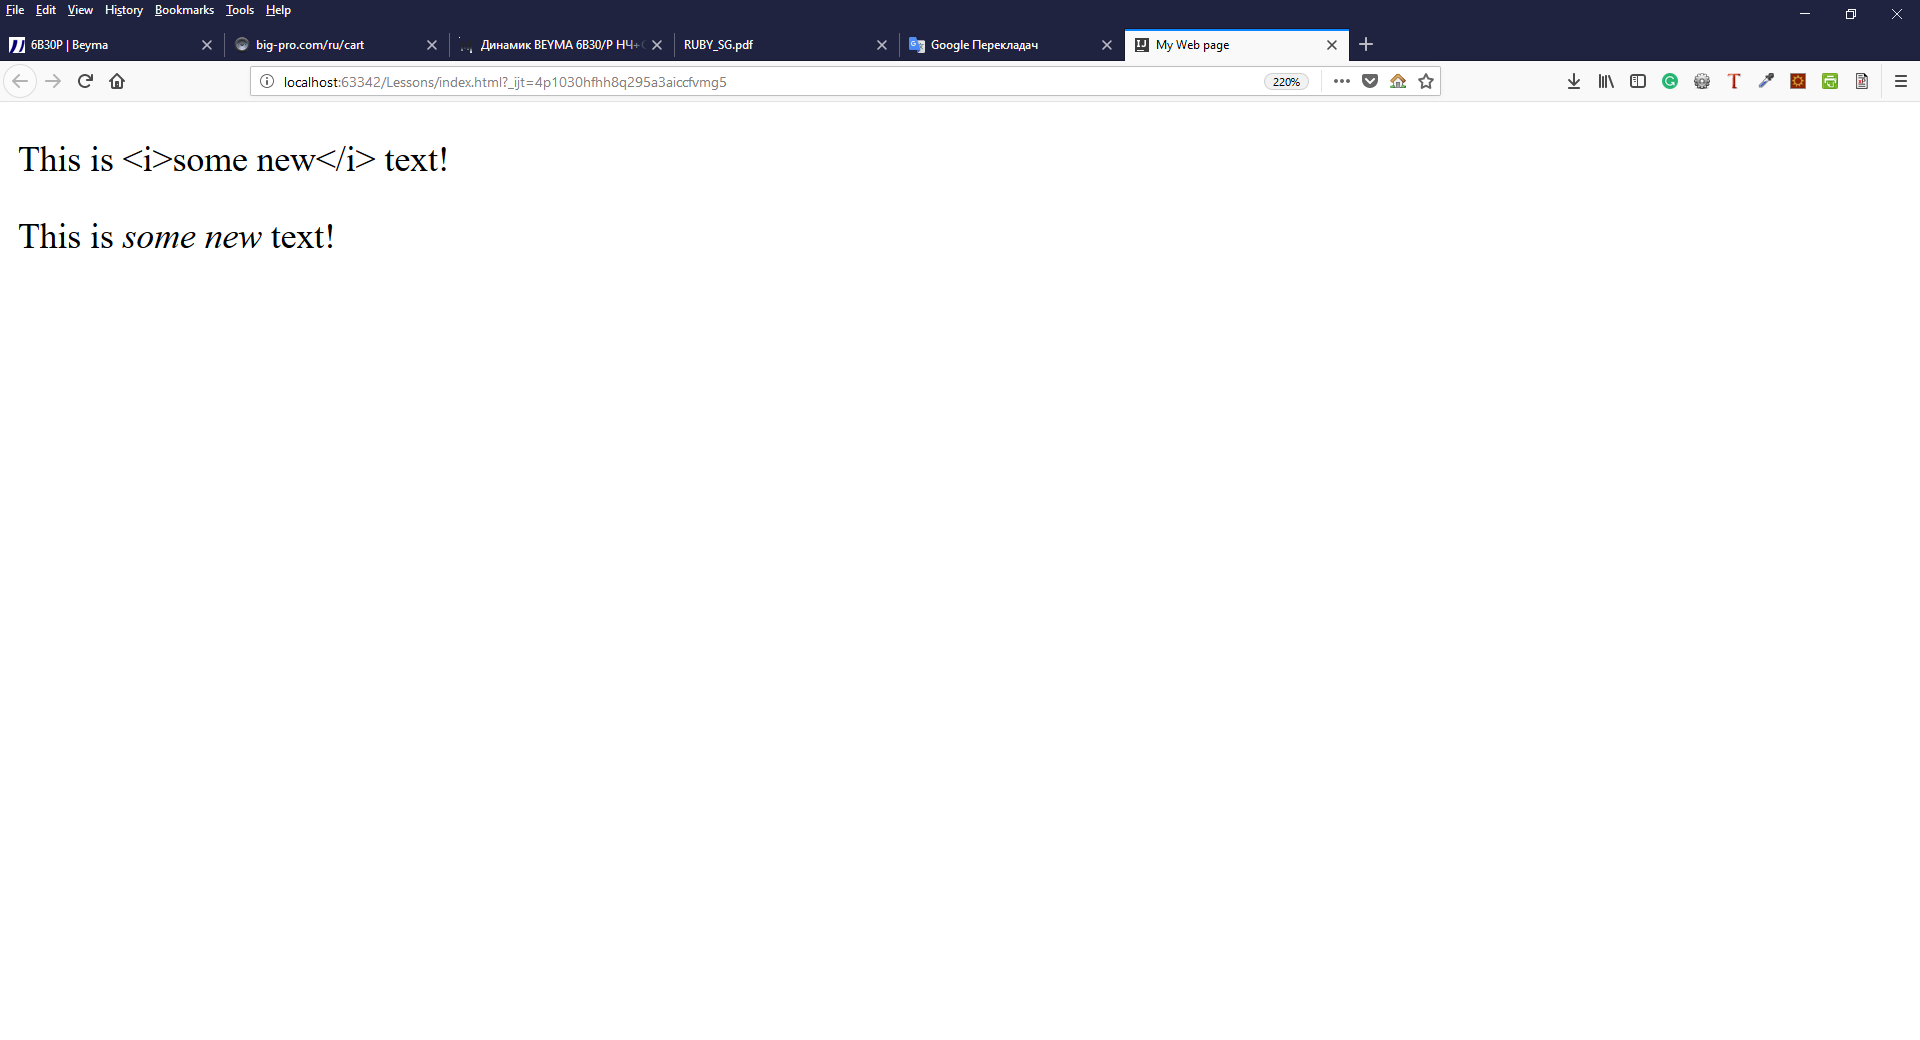 File Edit View History Bookmarks Tools Help
6B30P | Beyma
big-pro.com/ru/cart
Динамик BEYMA 6B30/P НЧ+
RUBY_SG.pdf
Google Перекладач
My Web page
localhost:63342/Lessons/index.html?_ijt=4p1030hfhh8q295a3aiccfvmg5
220%
This is <i>some new</i> text!
This is some new text!